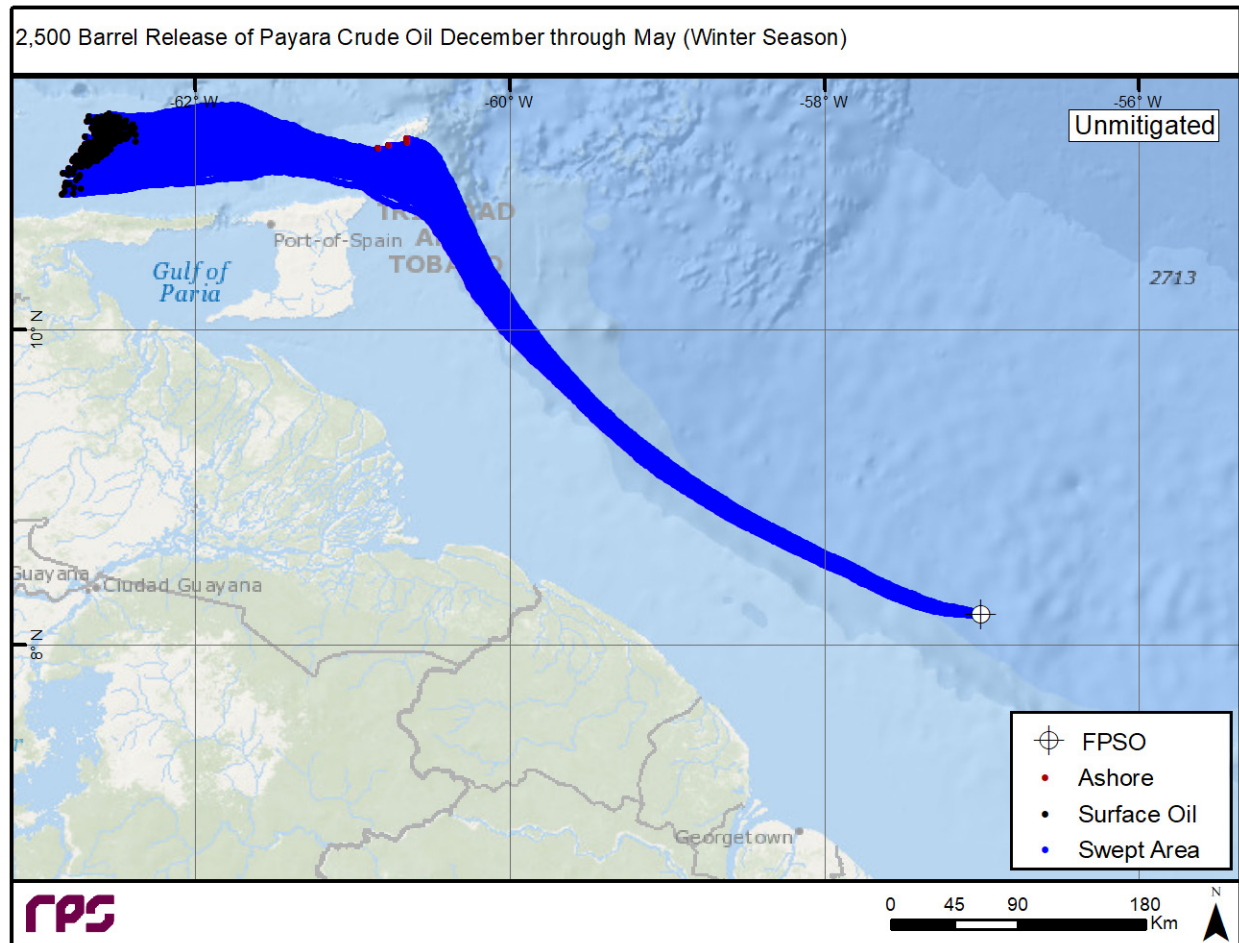 2,500 Barrel Release of Payara Crude Oil December through May (Winter Season)
-62° W
-60° W
-58° W
-56° W
Unmitigated
Port-of-Spain
TOBAGO
Gulf of
Paria
2713
10° N
Guayana
Ciudad Guayana
8° N
FPSO
Ashore
Surface Oil
Swept Area
Georgetown
rps
0 45 90 180
Km
N